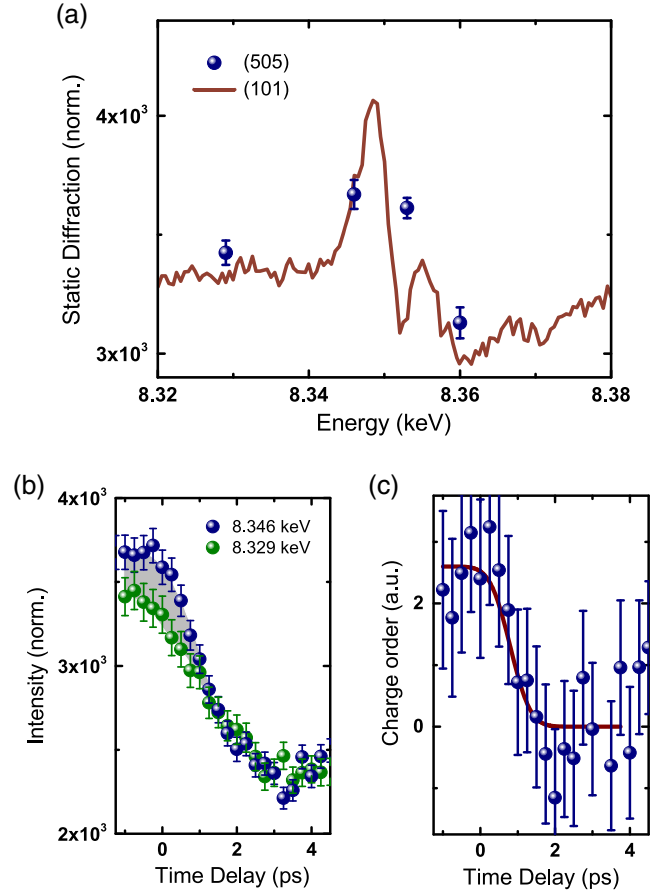 (a)
(505)
(101)
4x10³
3x10³
Static Diffraction (norm.)
8.32 8.34 8.36 8.38
Energy (keV)
(b)
4x10³
3x10³
2x10³
8.346 keV
8.329 keV
Intensity (norm.)
0 2 4
Time Delay (ps)
(c)
2
0
Charge order (a.u.)
0 2 4
Time Delay (ps)